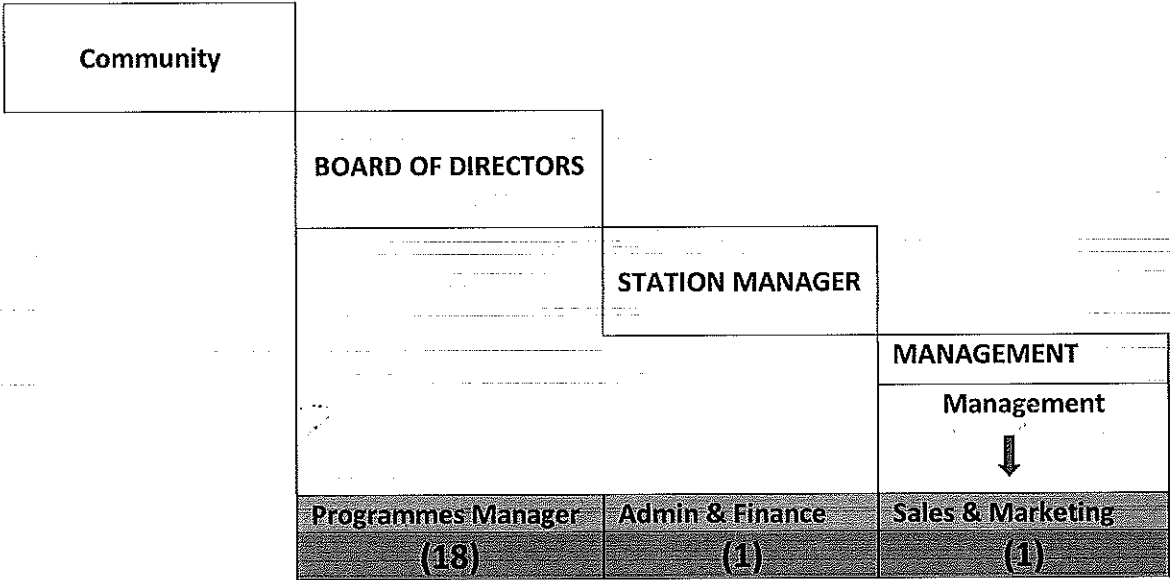 Community
BOARD OF DIRECTORS
STATION MANAGER
MANAGEMENT
Management
Programmes Manager
Admin & Finance
Sales & Marketing
(18)
(1)
(1)